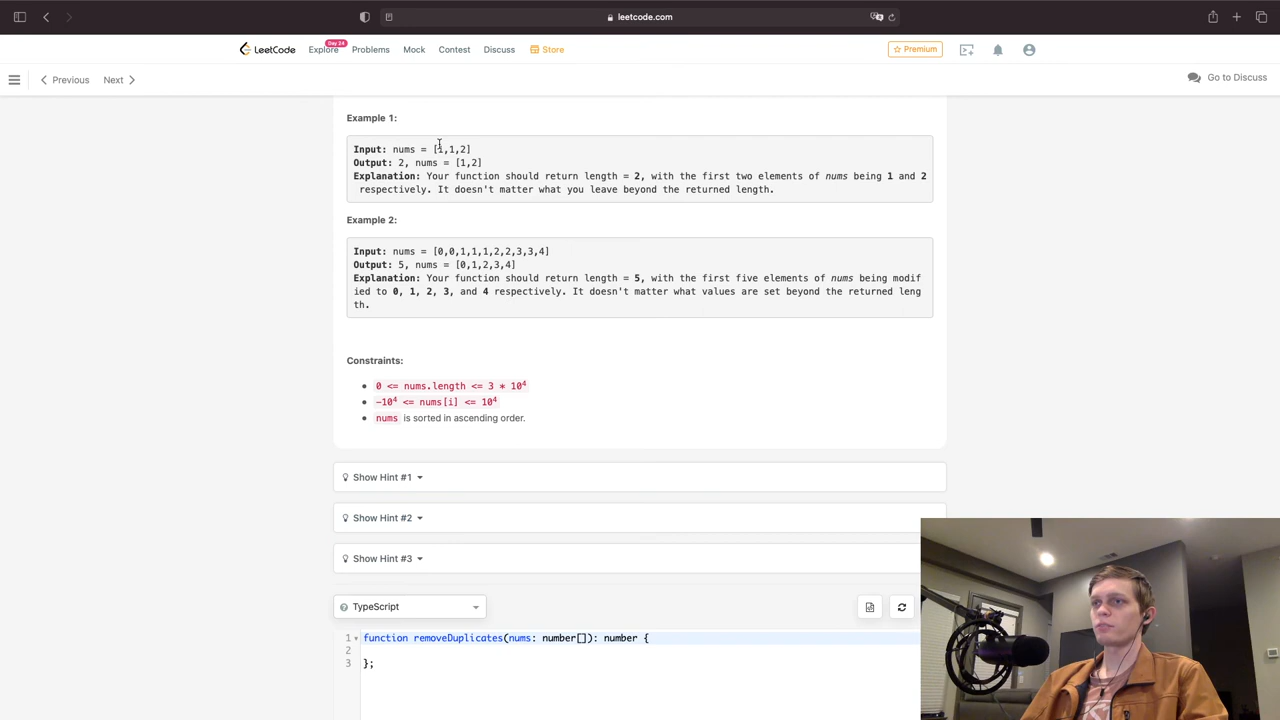 leetcode.com
LeetCode Explore Day 34 Problems Mock Contest Discuss Store Premium
Previous Next Go to Discuss
Example 1:
Input: nums = [1,1,2]
Output: 2, nums = [1,2]
Explanation: Your function should return length = 2, with the first two elements of nums being 1 and 2
respectively. It doesn't matter what you leave beyond the returned length.
Example 2:
Input: nums = [0,0,1,1,1,2,2,3,3,4]
Output: 5, nums = [0,1,2,3,4]
Explanation: Your function should return length = 5, with the first five elements of nums being modif
ied to 0, 1, 2, 3, and 4 respectively. It doesn't matter what values are set beyond the returned leng
th.
Constraints:
0 <= nums.length <= 3 * 10⁴
-10⁴ <= nums[i] <= 10⁴
nums is sorted in ascending order.
Show Hint #1
Show Hint #2
Show Hint #3
TypeScript
1 function removeDuplicates(nums: number[]): number {
2
3 };